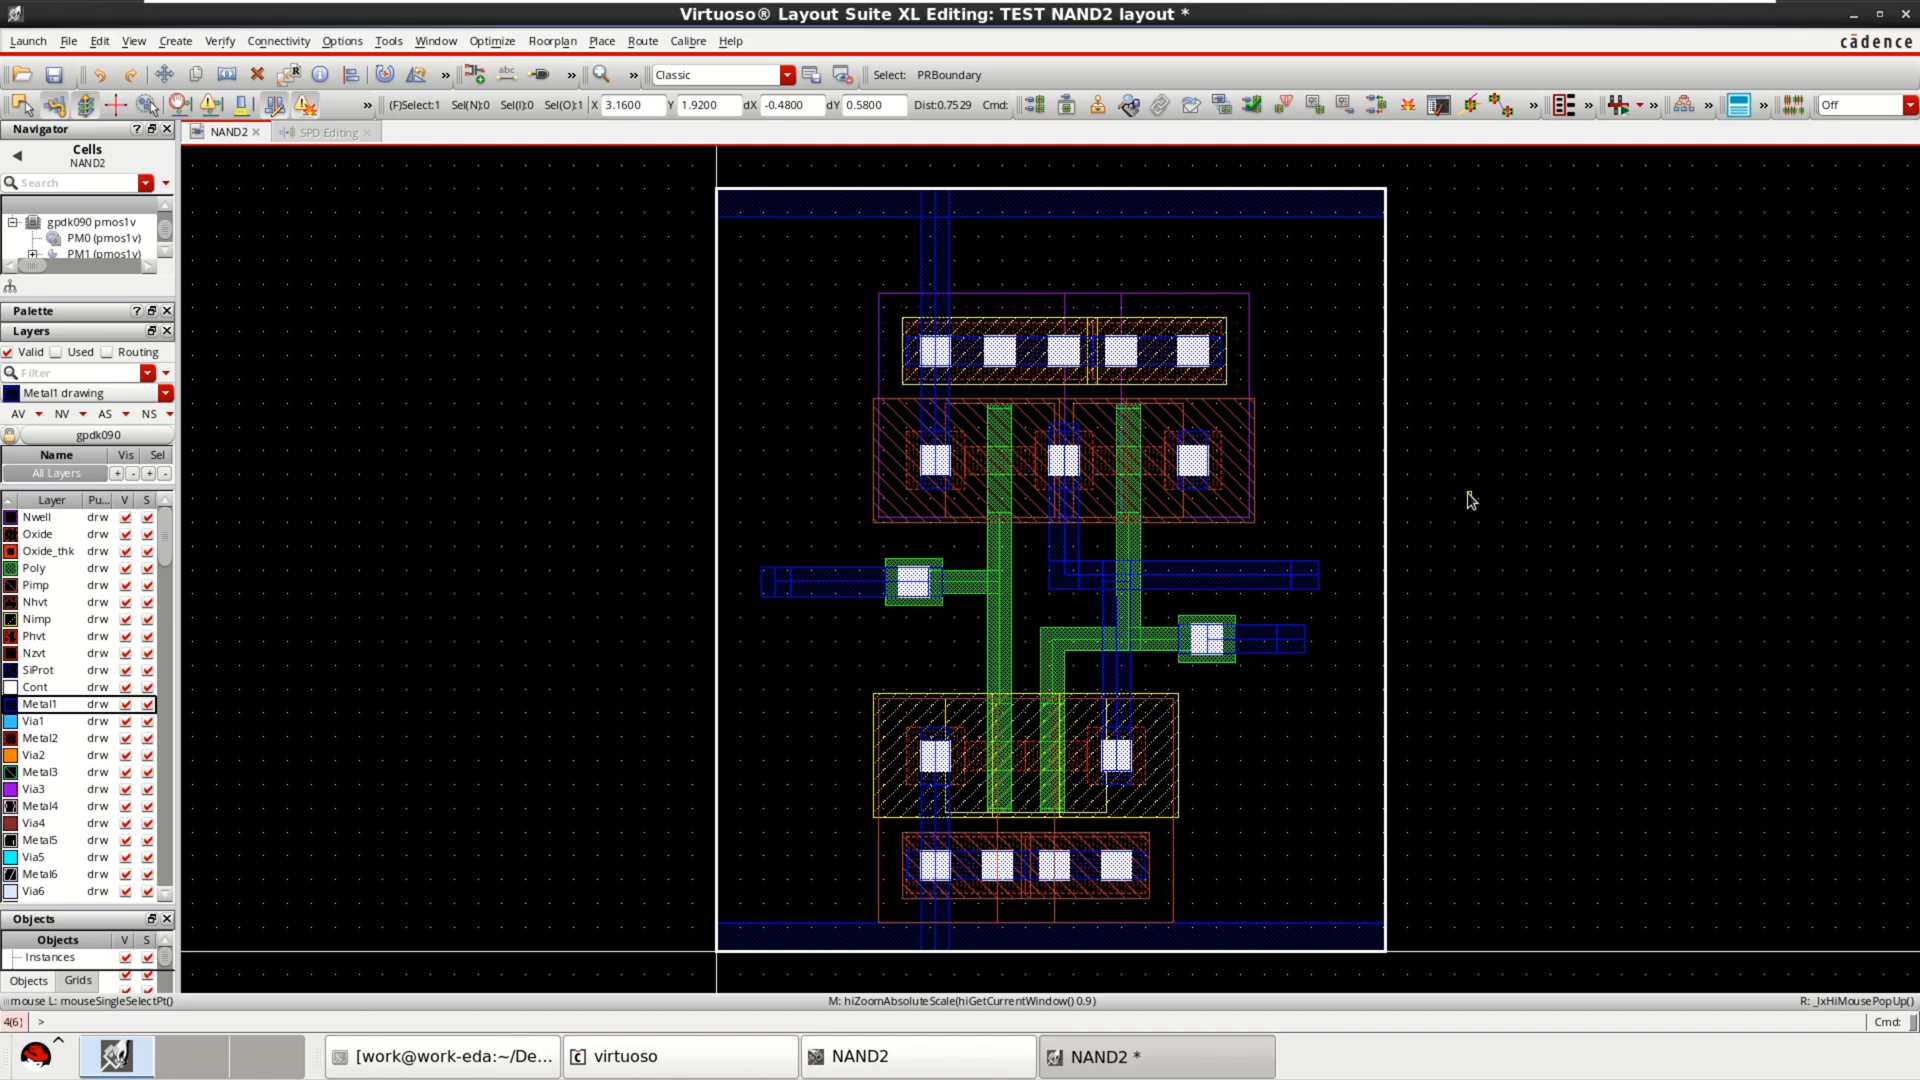 Virtuoso® Layout Suite XL Editing: TEST NAND2 layout *
Launch File Edit View Create Verify Connectivity Options Tools Window Optimize Floorplan Place Route Calibre Help
cādence
» » » Classic Select: PRBoundary
» (F)Select:1 Sel(N):0 Sel(I):0 Sel(O):1 X 3.1600 Y 1.9200 dX -0.4800 dY 0.5800 Dist:0.7529 Cmd: » » » » Off
Navigator
NAND2 SPD Editing
Cells
NAND2
Search
gpdk090 pmos1v
PM0 (pmos1v)
PM1 (pmos1v)
Palette
Layers
Valid Used Routing
Filter
Metal1 drawing
AV NV AS NS
gpdk090
Name Vis Sel
All Layers + - + -
Layer Pu... V S
Nwell drw
Oxide drw
Oxide_thk drw
Poly drw
Pimp drw
Nhvt drw
Nimp drw
Phvt drw
Nzvt drw
SiProt drw
Cont drw
Metal1 drw
Via1 drw
Metal2 drw
Via2 drw
Metal3 drw
Via3 drw
Metal4 drw
Via4 drw
Metal5 drw
Via5 drw
Metal6 drw
Via6 drw
Objects
Objects V S
Instances
Objects Grids
mouse L: mouseSingleSelectPt() M: hiZoomAbsoluteScale(hiGetCurrentWindow() 0.9) R: _lxHiMousePopUp()
4(6) > Cmd:
[work@work-eda:~/De... virtuoso NAND2 NAND2 *